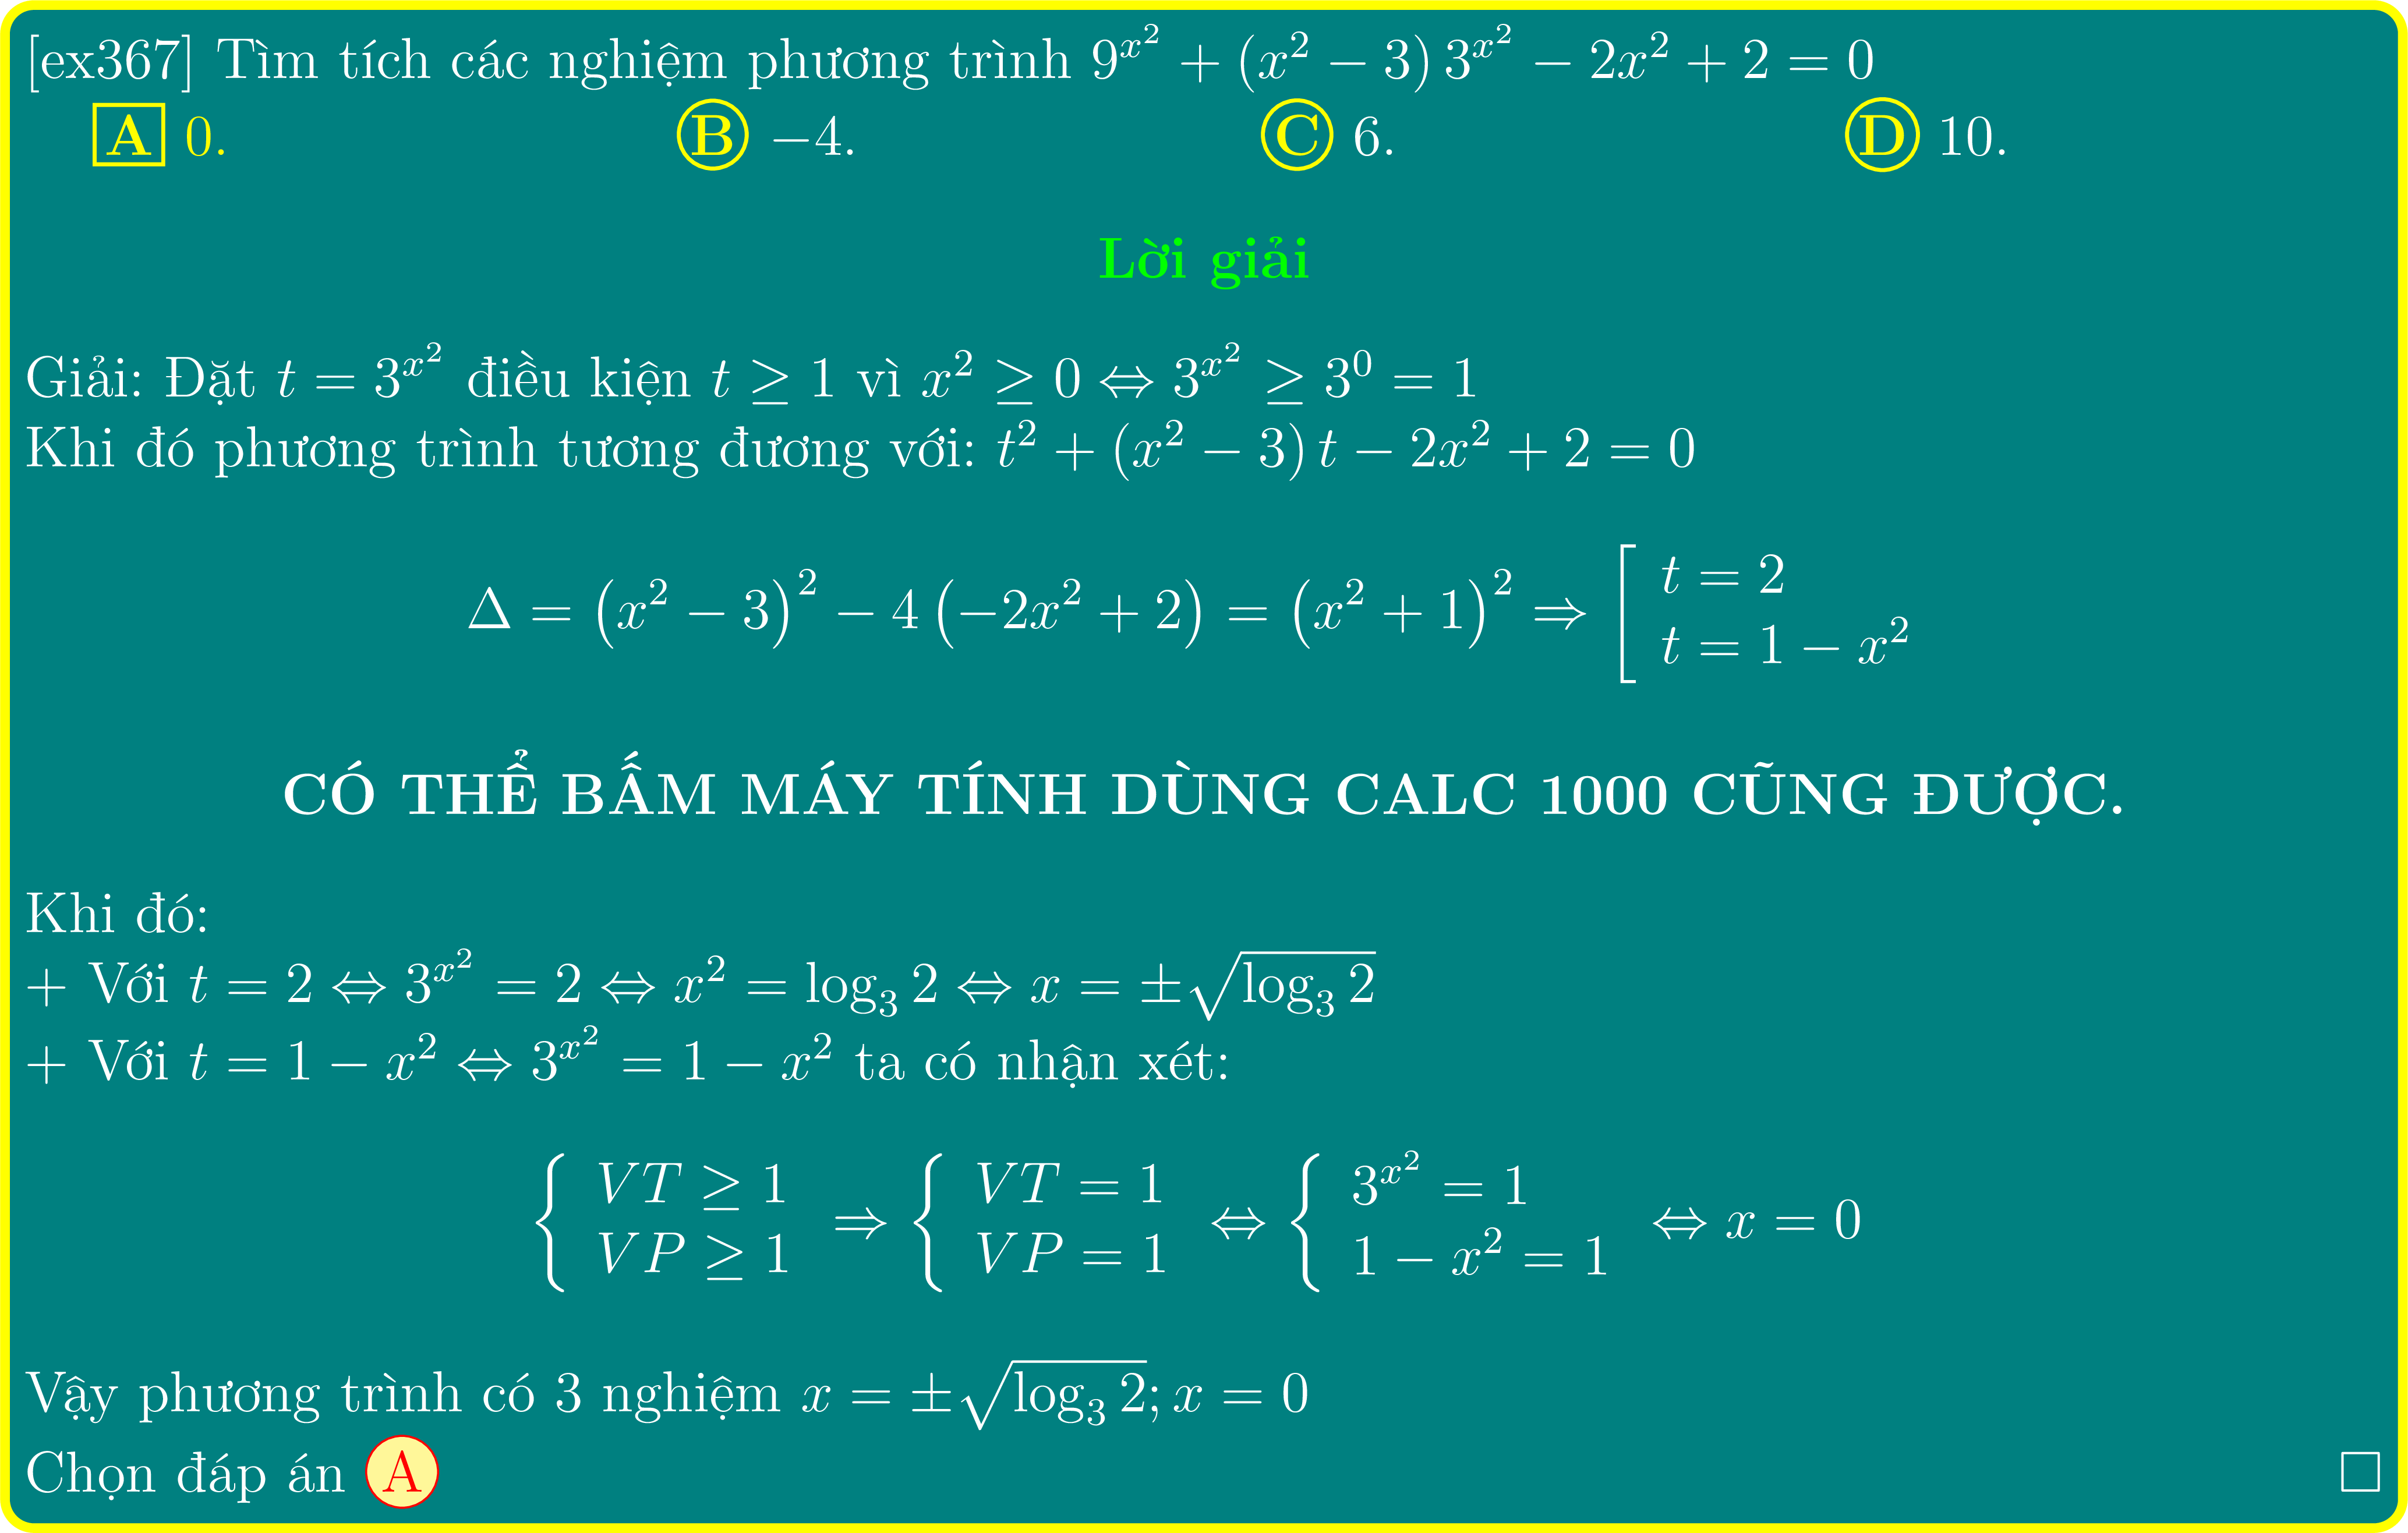 [ex367] Tìm tích các nghiệm phương trình $9^{x^2} + (x^2 - 3) 3^{x^2} - 2x^2 + 2 = 0$
A 0. B −4. C 6. D 10.
Lời giải
Giải: Đặt $t = 3^{x^2}$ điều kiện $t \geq 1$ vì $x^2 \geq 0 \Leftrightarrow 3^{x^2} \geq 3^0 = 1$
Khi đó phương trình tương đương với: $t^2 + (x^2 - 3) t - 2x^2 + 2 = 0$
$\Delta = (x^2 - 3)^2 - 4 (-2x^2 + 2) = (x^2 + 1)^2 \Rightarrow \left[ \begin{array}{l} t = 2 \\ t = 1 - x^2 \end{array} \right.$
CÓ THỂ BẤM MÁY TÍNH DÙNG CALC 1000 CŨNG ĐƯỢC.
Khi đó:
+ Với $t = 2 \Leftrightarrow 3^{x^2} = 2 \Leftrightarrow x^2 = \log_3 2 \Leftrightarrow x = \pm\sqrt{\log_3 2}$
+ Với $t = 1 - x^2 \Leftrightarrow 3^{x^2} = 1 - x^2$ ta có nhận xét:
$\left\{ \begin{array}{l} VT \geq 1 \\ VP \geq 1 \end{array} \right. \Rightarrow \left\{ \begin{array}{l} VT = 1 \\ VP = 1 \end{array} \right. \Leftrightarrow \left\{ \begin{array}{l} 3^{x^2} = 1 \\ 1 - x^2 = 1 \end{array} \right. \Leftrightarrow x = 0$
Vậy phương trình có 3 nghiệm $x = \pm\sqrt{\log_3 2}; x = 0$
Chọn đáp án A □